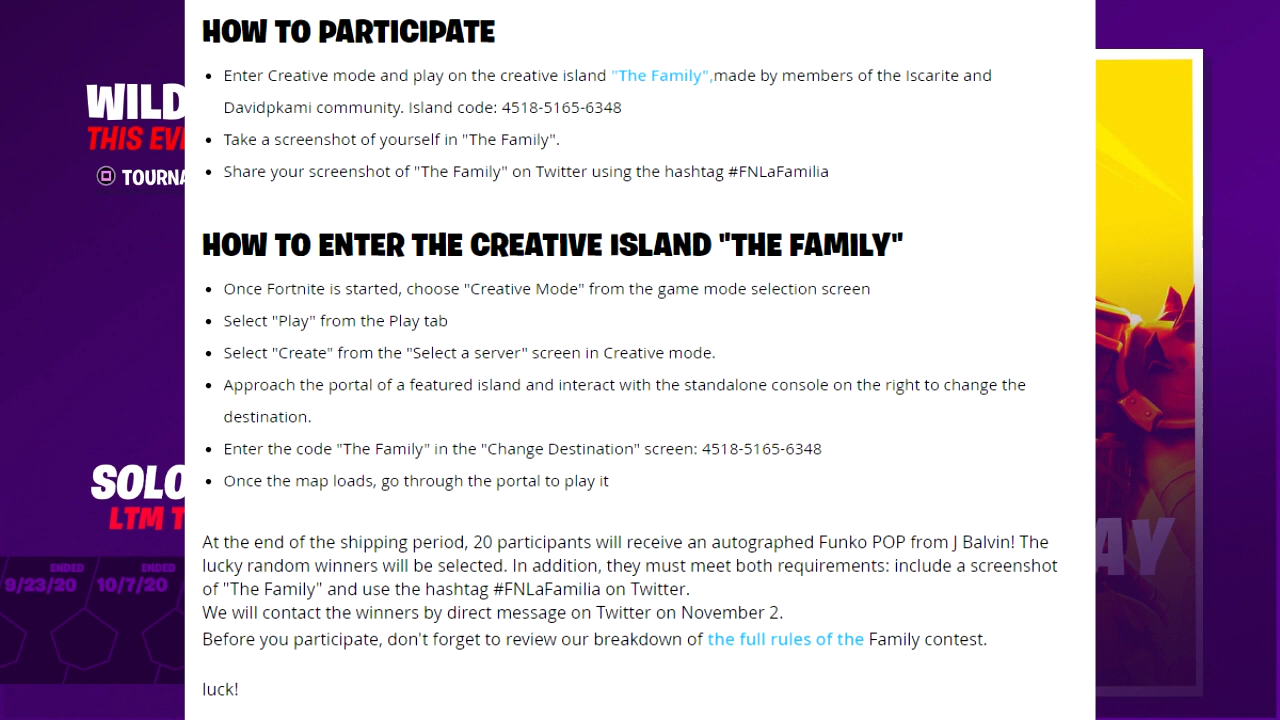 HOW TO PARTICIPATE
Enter Creative mode and play on the creative island "The Family", made by members of the Iscarite and
Davidpkami community. Island code: 4518-5165-6348
Take a screenshot of yourself in "The Family".
Share your screenshot of "The Family" on Twitter using the hashtag #FNLaFamilia
HOW TO ENTER THE CREATIVE ISLAND "THE FAMILY"
Once Fortnite is started, choose "Creative Mode" from the game mode selection screen
Select "Play" from the Play tab
Select "Create" from the "Select a server" screen in Creative mode.
Approach the portal of a featured island and interact with the standalone console on the right to change the
destination.
Enter the code "The Family" in the "Change Destination" screen: 4518-5165-6348
Once the map loads, go through the portal to play it
At the end of the shipping period, 20 participants will receive an autographed Funko POP from J Balvin! The
lucky random winners will be selected. In addition, they must meet both requirements: include a screenshot
of "The Family" and use the hashtag #FNLaFamilia on Twitter.
We will contact the winners by direct message on Twitter on November 2.
Before you participate, don't forget to review our breakdown of the full rules of the Family contest.
luck!
WILD
THIS EV
TOURNA
SOLO
LTM T
ENDED
9/23/20
ENDED
10/7/20
AY